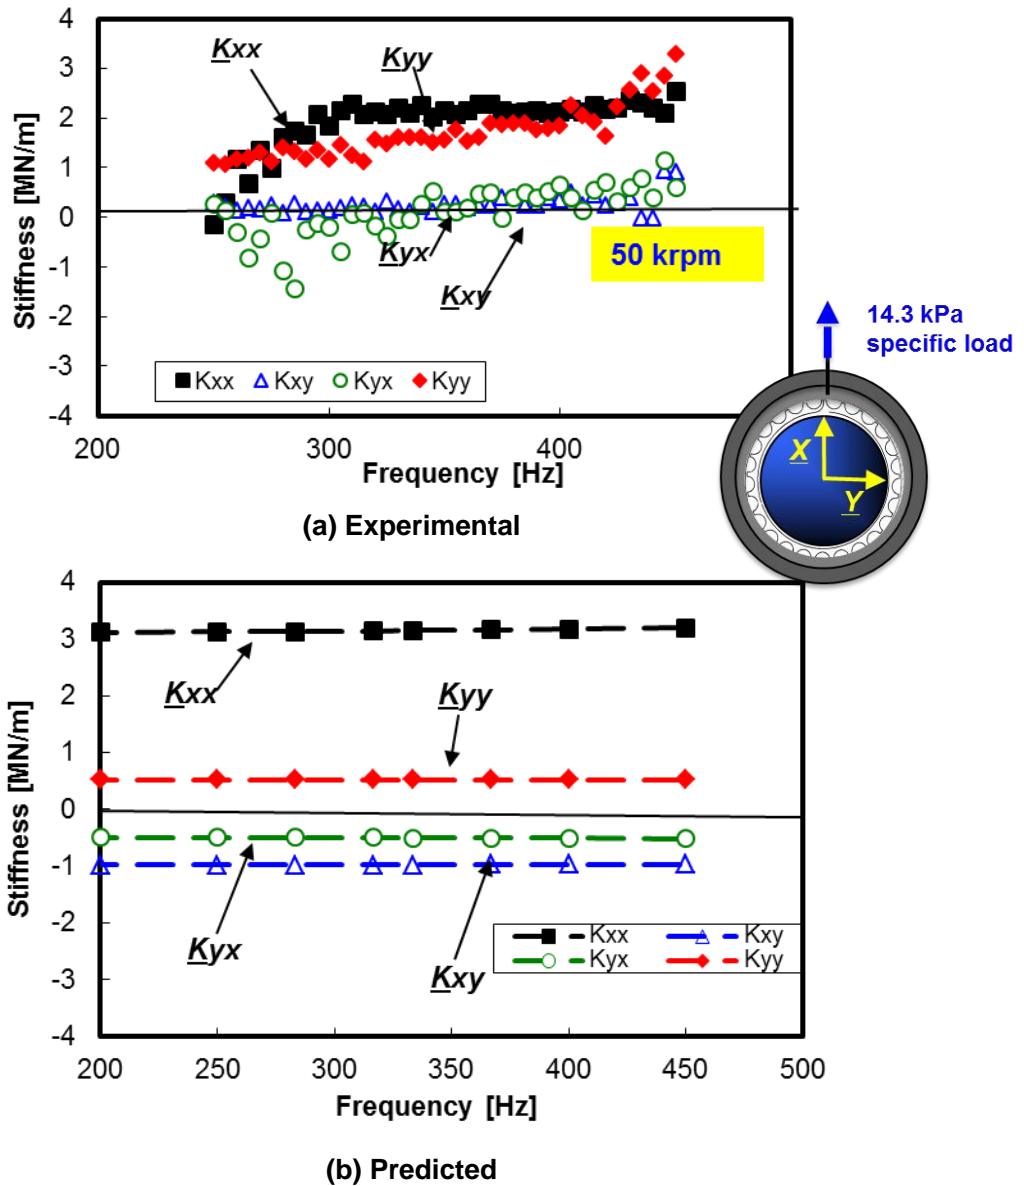 4
3
2
1
0
-1
-2
-3
-4
Stiffness [MN/m]
Kxx
Kyy
Kyx
Kxy
50 krpm
Kxx Kxy Kyx Kyy
200 300 400
Frequency [Hz]
(a) Experimental
14.3 kPa
specific load
X
Y
4
3
2
1
0
-1
-2
-3
-4
Stiffness [MN/m]
Kxx
Kyy
Kyx
Kxy
Kxx Kxy
Kyx Kyy
200 250 300 350 400 450 500
Frequency [Hz]
(b) Predicted